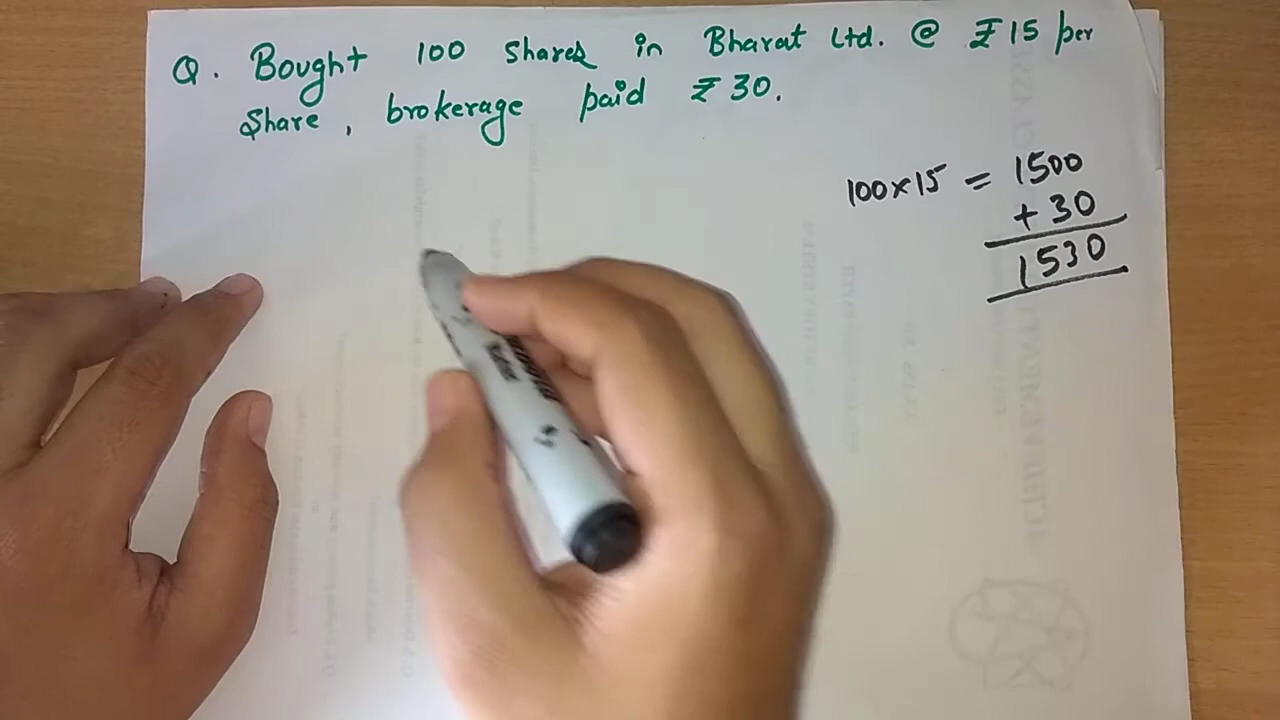 Q. Bought 100 shares in Bharat Ltd. @ ₹15 per
Share, brokerage paid ₹30.
100×15 = 1500
+ 30
1530